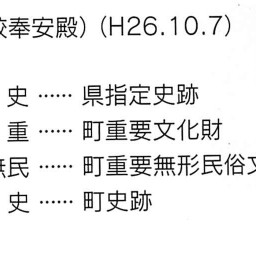 奉安殿) (H26.10.7)
史 …… 県指定史跡
重 …… 町重要文化財
無民 …… 町重要無形民俗文
史 …… 町史跡